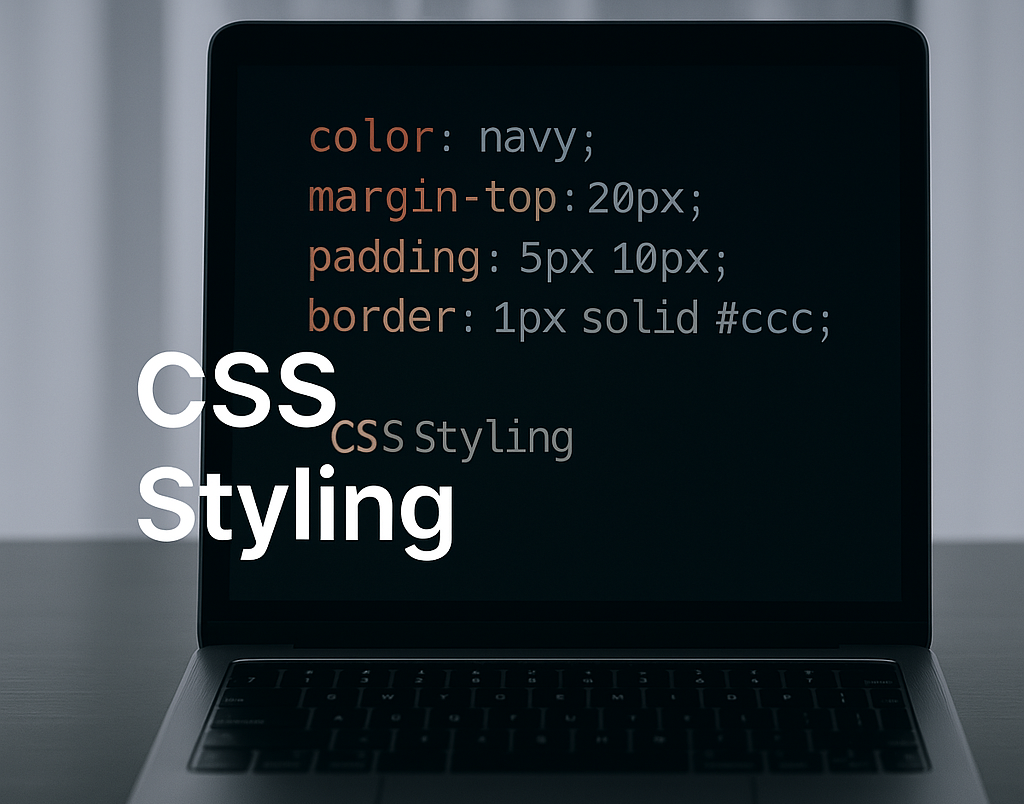 color: navy;
margin-top: 20px;
padding: 5px 10px;
border: 1px solid #ccc;
CSS
CSS Styling
Styling